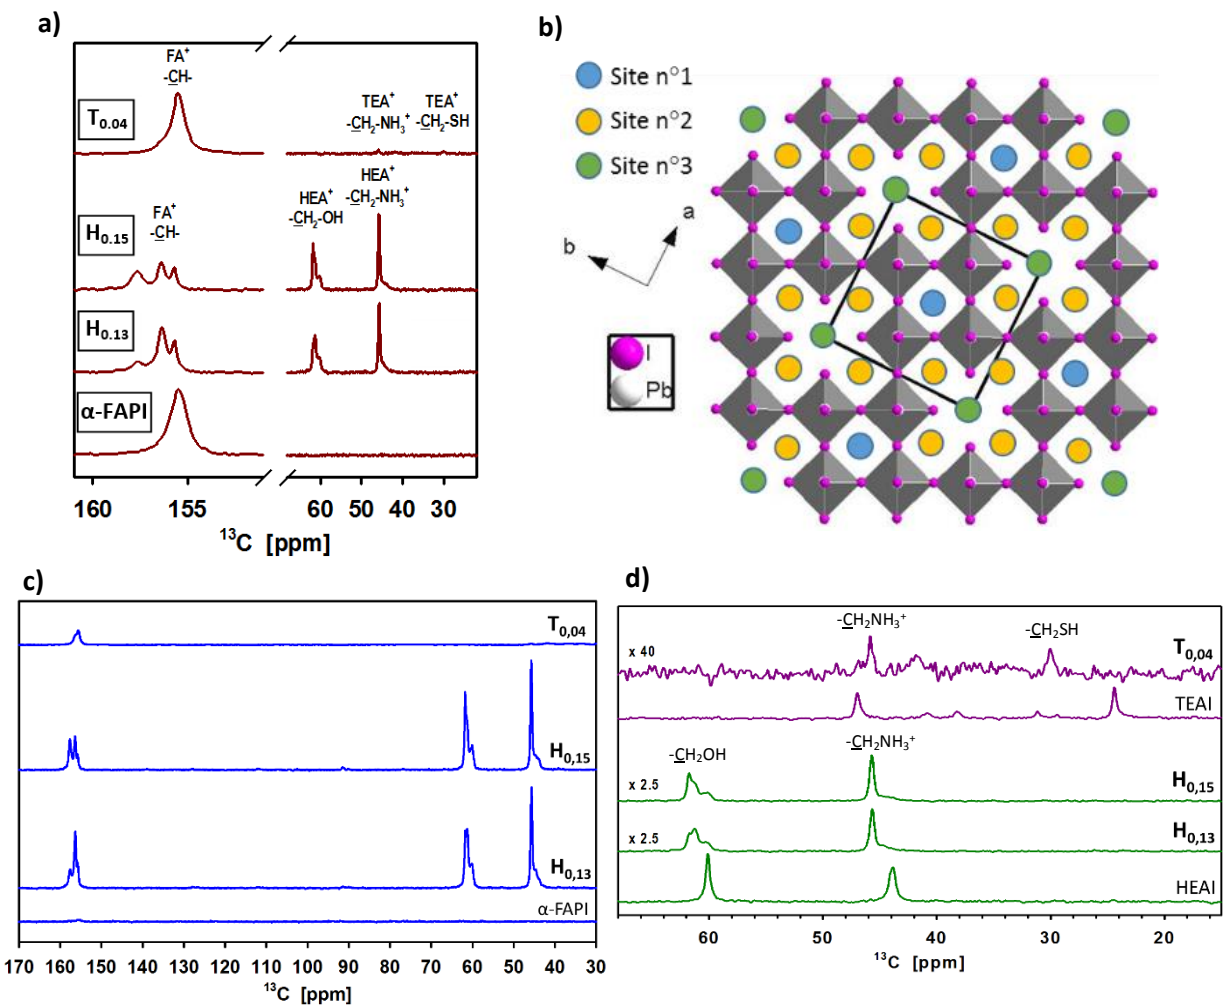 a)
FA⁺
-CH-
T₀.₀₄
TEA⁺ TEA⁺
-CH₂-NH₃⁺ -CH₂-SH
HEA⁺
-CH₂-NH₃⁺
HEA⁺
-CH₂-OH
FA⁺
-CH-
H₀.₁₅
H₀.₁₃
α-FAPI
160 155 60 50 40 30
¹³C [ppm]
b)
Site n°1
Site n°2
Site n°3
a
b
I
Pb
c)
T₀,₀₄
H₀,₁₅
H₀,₁₃
α-FAPI
170 160 150 140 130 120 110 100 90 80 70 60 50 40 30
¹³C [ppm]
d)
-CH₂NH₃⁺ -CH₂SH
x 40 T₀,₀₄
TEAI
-CH₂OH -CH₂NH₃⁺
x 2.5 H₀,₁₅
x 2.5 H₀,₁₃
HEAI
60 50 40 30 20
¹³C [ppm]